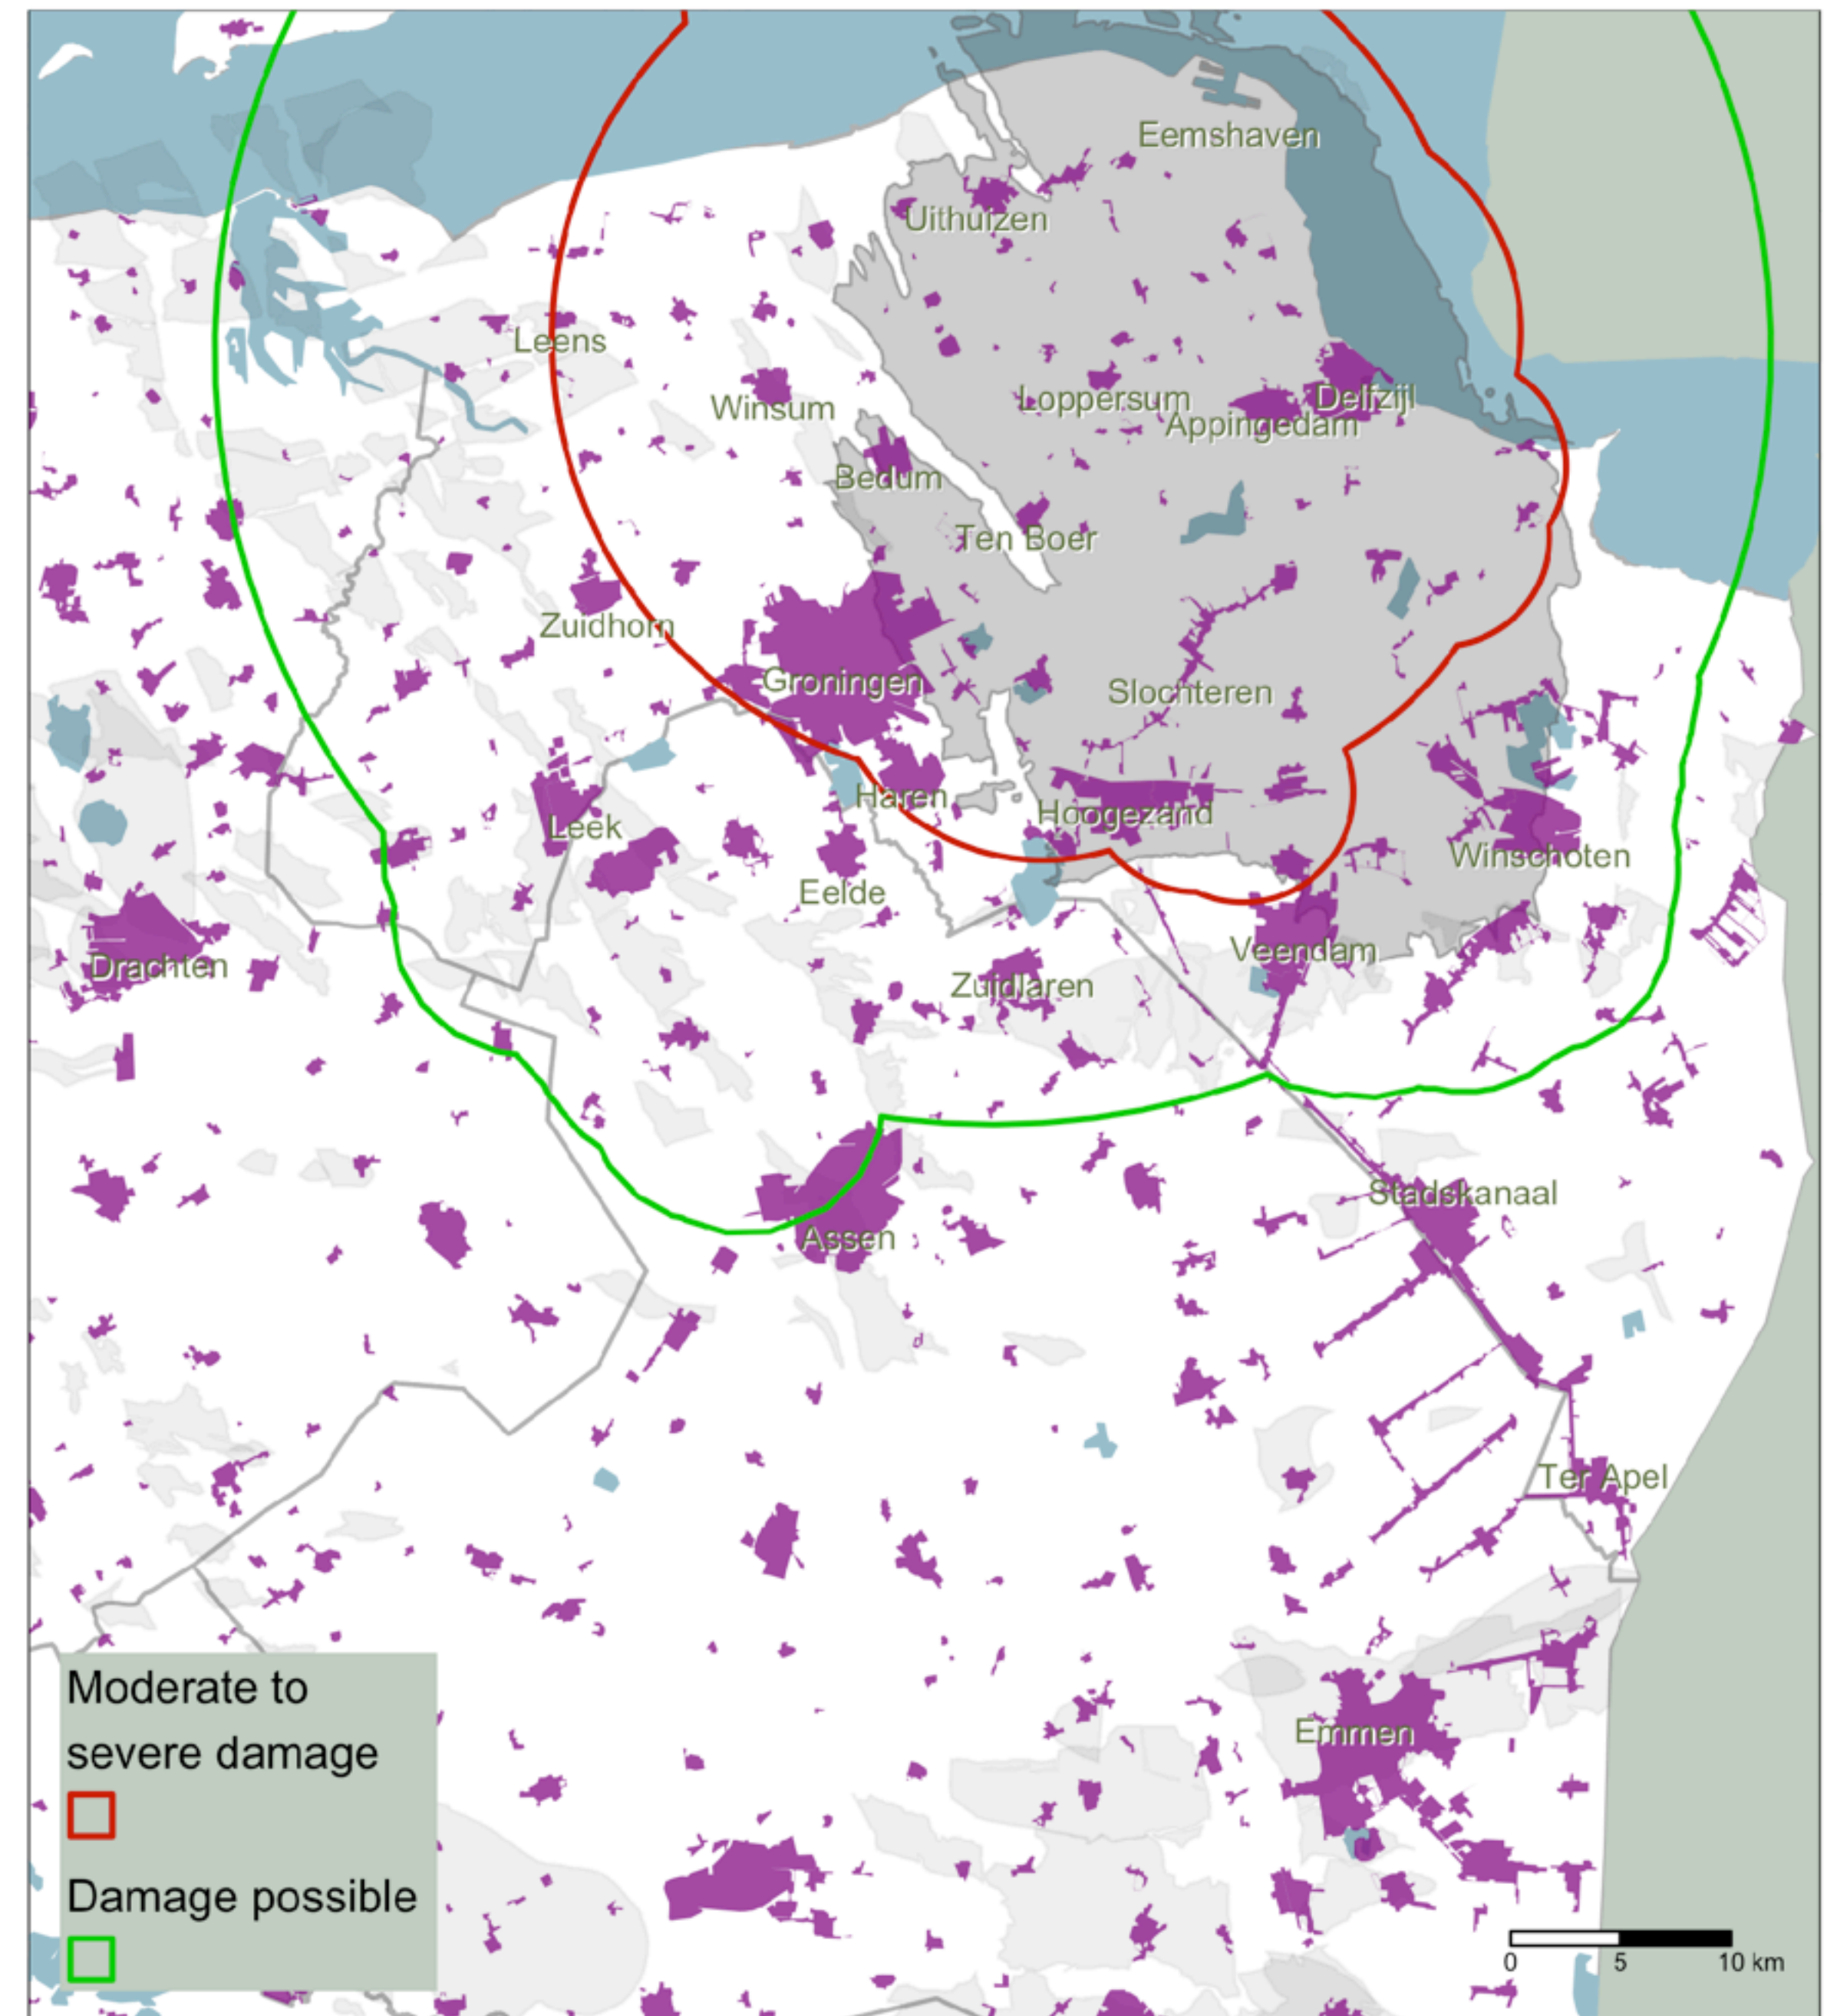 Eemshaven
Uithuizen
Leens
Winsum
Loppersum
Delfzijl
Appingedam
Bedum
Ten Boer
Zuidhorn
Groningen
Slochteren
Haren
Hoogezand
Leek
Winschoten
Eelde
Veendam
Drachten
Zuidlaren
Stadskanaal
Assen
Ter Apel
Emmen
Moderate to
severe damage
Damage possible
0 5 10 km